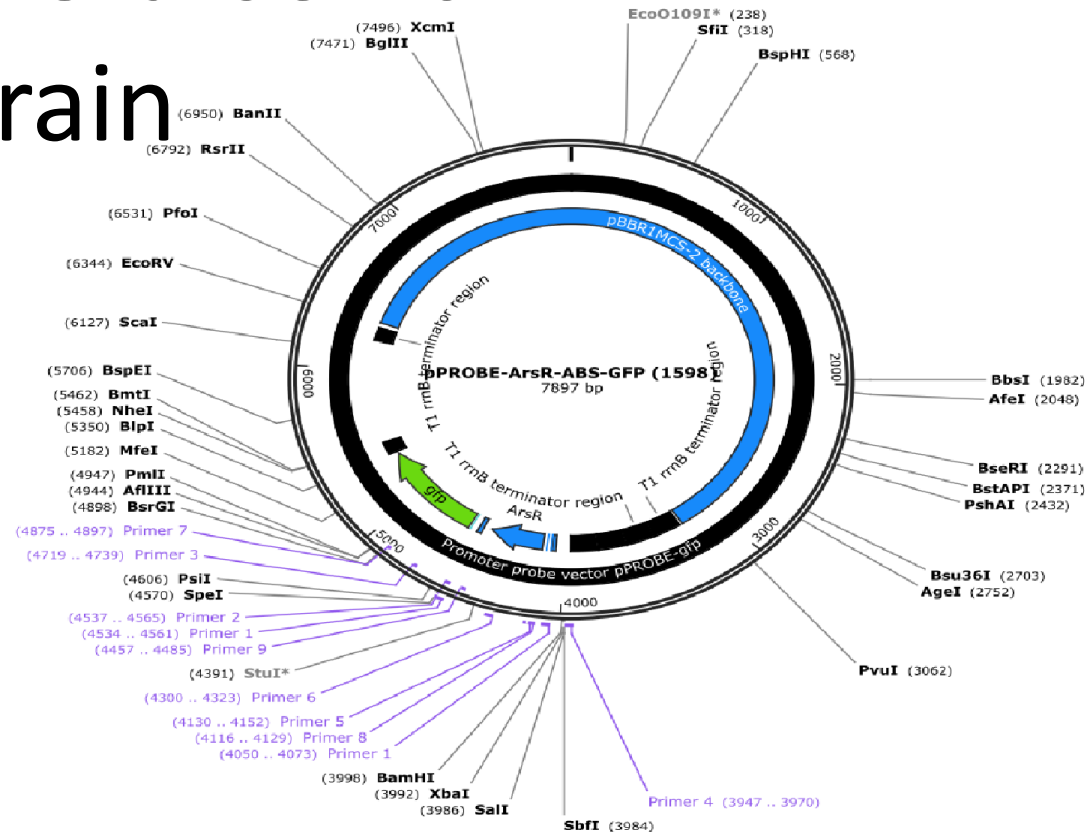 rain
EcoO109I* (238)
SfiI (318)
BspHI (568)
(7496) XcmI
(7471) BglII
(6950) BanII
(6792) RsrII
(6531) PfoI
(6344) EcoRV
(6127) ScaI
(5706) BspEI
(5462) BmtI
(5458) NheI
(5350) BlpI
(5182) MfeI
(4947) PmlI
(4944) AflIII
(4898) BsrGI
(4875 .. 4897) Primer 7
(4719 .. 4739) Primer 3
(4606) PsiI
(4570) SpeI
(4537 .. 4565) Primer 2
(4534 .. 4561) Primer 1
(4457 .. 4485) Primer 9
(4391) StuI*
(4300 .. 4323) Primer 6
(4130 .. 4152) Primer 5
(4116 .. 4129) Primer 8
(4050 .. 4073) Primer 1
(3998) BamHI
(3992) XbaI
(3986) SalI
SbfI (3984)
Primer 4 (3947 .. 3970)
PvuI (3062)
AgeI (2752)
Bsu36I (2703)
PshAI (2432)
BstAPI (2371)
BseRI (2291)
AfeI (2048)
BbsI (1982)
1000
2000
3000
4000
5000
6000
7000
pBBR1MCS-2 backbone
T1 rrnB terminator region
pPROBE-ArsR-ABS-GFP (1598)
7897 bp
T1 rrnB terminator region
T1 rrnB terminator region
gfp
ArsR
Promoter probe vector pPROBE-gfp